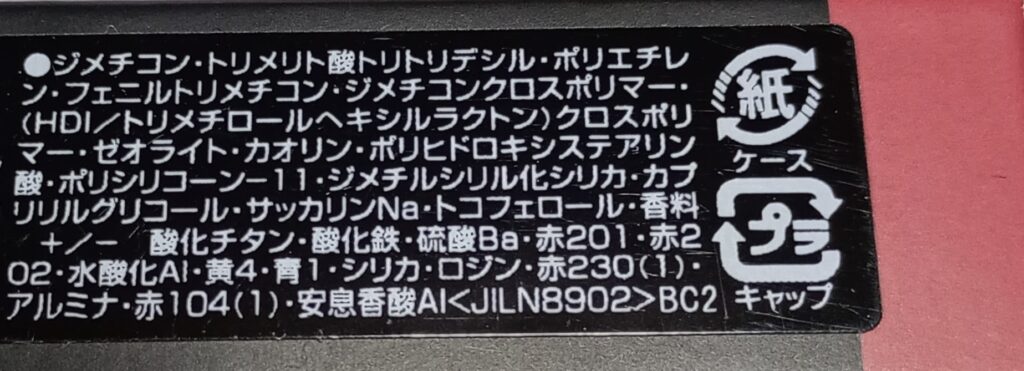 ●ジメチコン・トリメリト酸トリトリデシル・ポリエチレ
ン・フェニルトリメチコン・ジメチコンクロスポリマー・
(HDI/トリメチロールヘキシルラクトン)クロスポリ
マー・ゼオライト・カオリン・ポリヒドロキシステアリン
酸・ポリシリコーン-11・ジメチルシリル化シリカ・カプ
リリルグリコール・サッカリンNa・トコフェロール・香料
+/- 酸化チタン・酸化鉄・硫酸Ba・赤201・赤2
02・水酸化Al・黄4・青1・シリカ・ロジン・赤230(1)・
アルミナ・赤104(1)・安息香酸Al<JILN8902>BC2
紙
ケース
プラ
キャップ